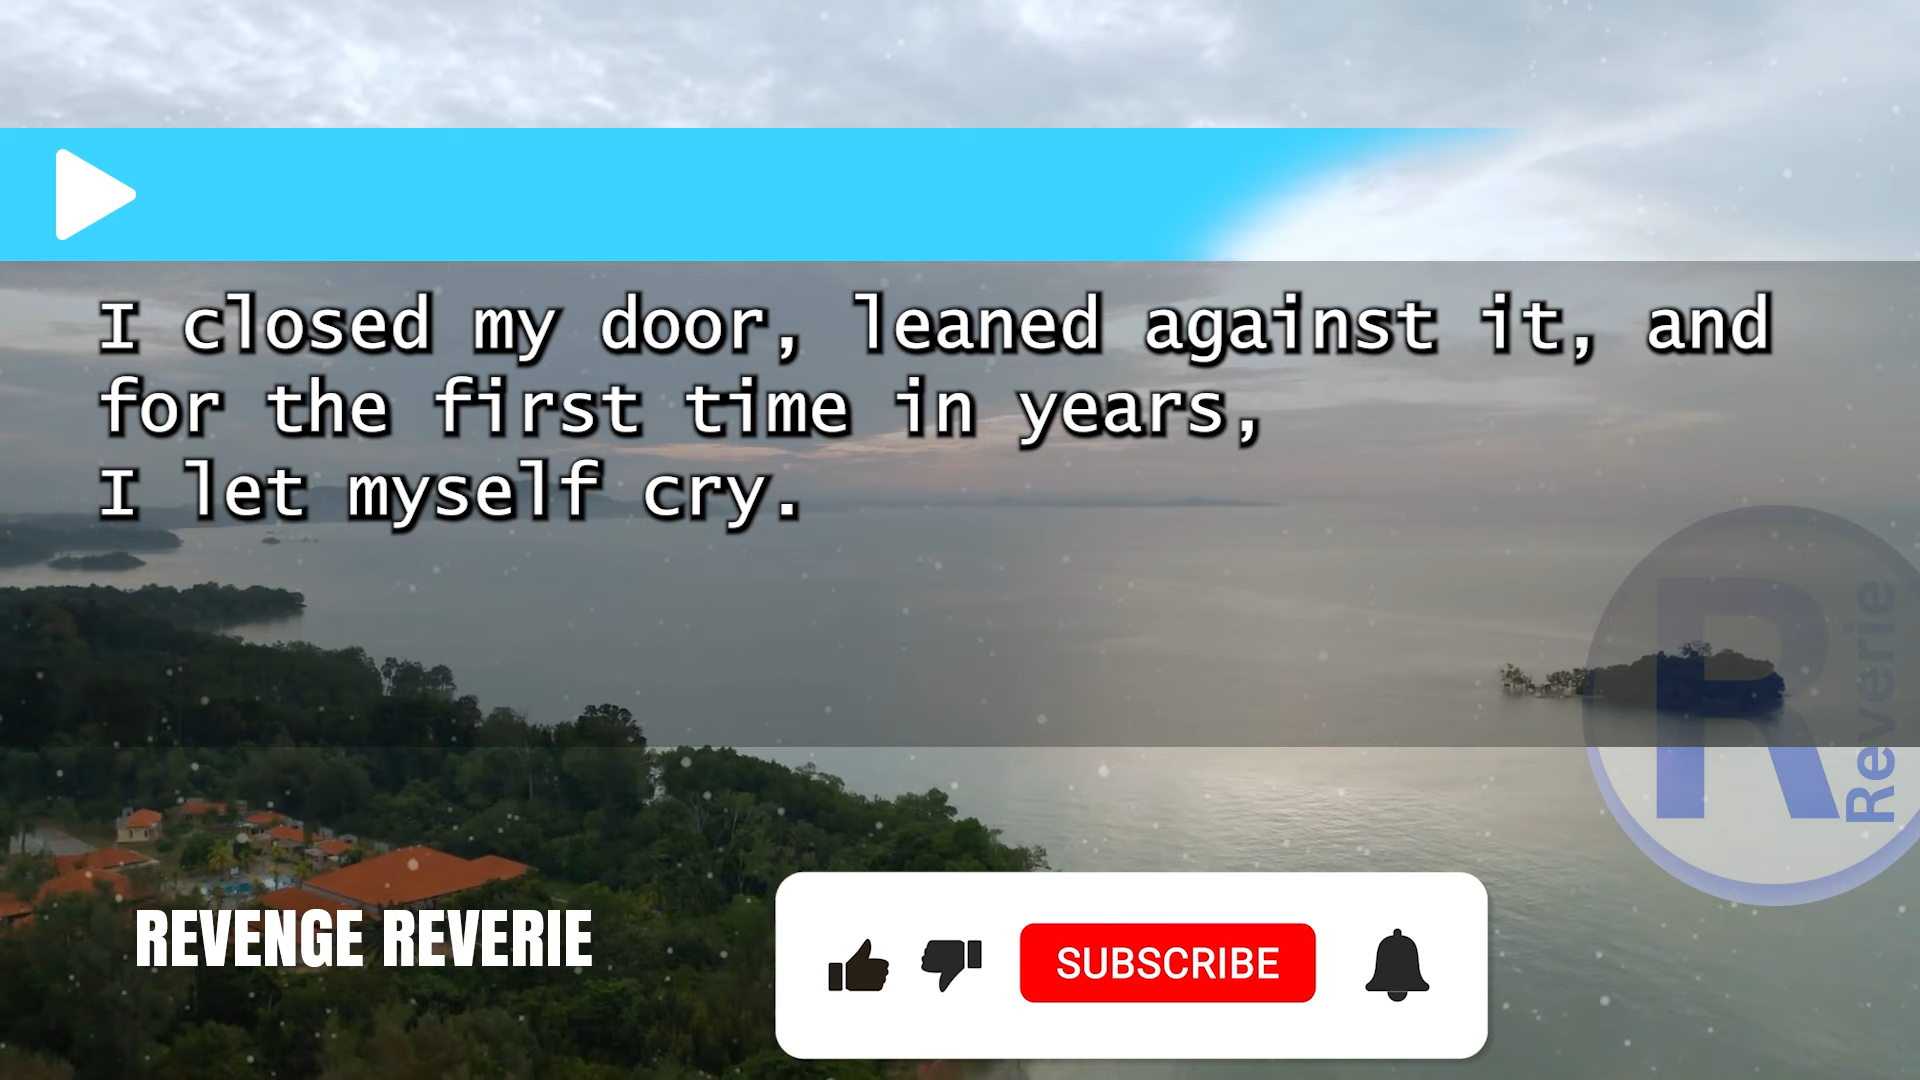 I closed my door, leaned against it, and
for the first time in years,
I let myself cry.
R
Reverie
REVENGE REVERIE
SUBSCRIBE